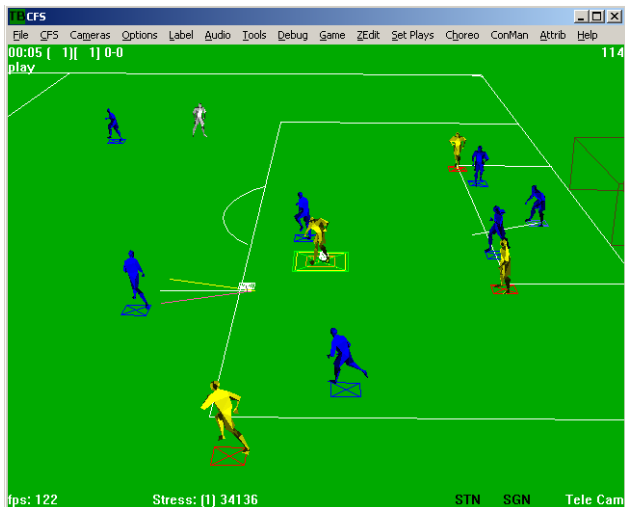 TB CFS
File CFS Cameras Options Label Audio Tools Debug Game ZEdit Set Plays Choreo ConMan Attrib Help
00:05 ( 1)[ 1] 0-0 114
play
fps: 122 Stress: (1) 34136 STN SGN Tele Cam